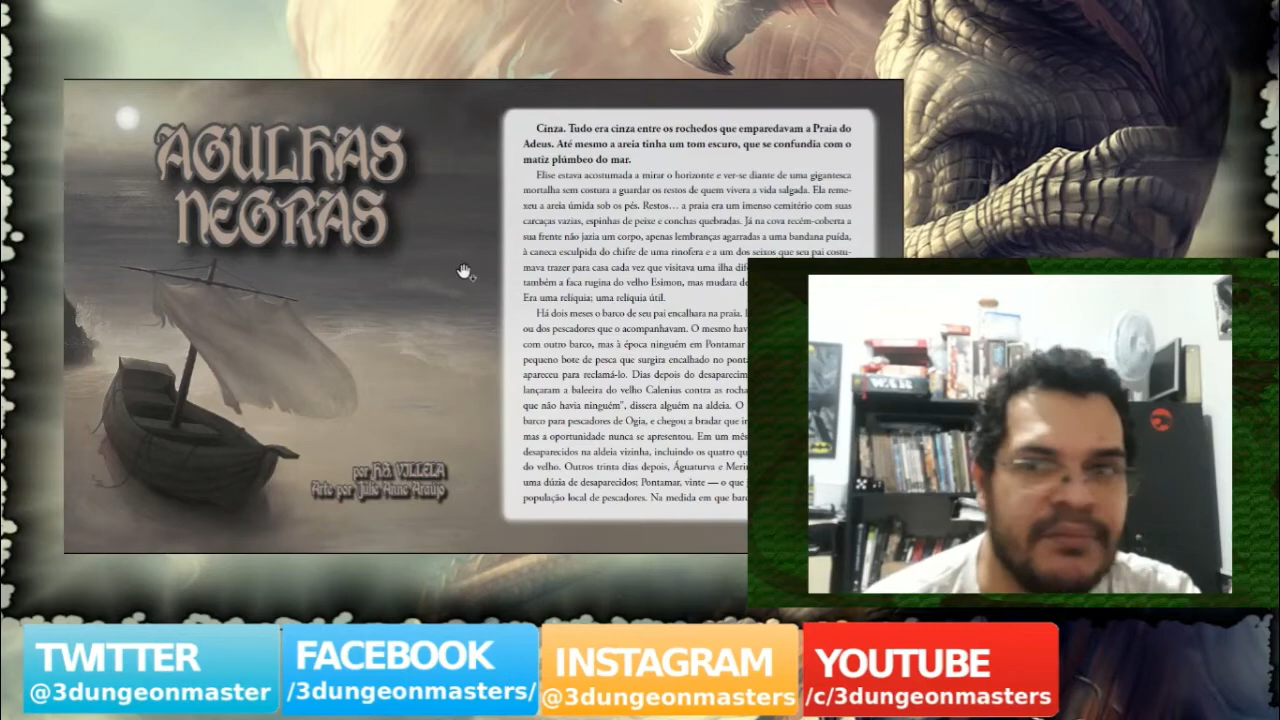 AGULHAS
NEGRAS
por H.Ð. VILLELA
Arte por Julie Anne Araujo
Cinza. Tudo era cinza entre os rochedos que emparedavam a Praia do
Adeus. Até mesmo a areia tinha um tom escuro, que se confundia com o
matiz plúmbeo do mar.
Elise estava acostumada a mirar o horizonte e ver-se diante de uma gigantesca
mortalha sem costura a guardar os restos de quem vivera a vida salgada. Ela reme-
xeu a areia úmida sob os pés. Restos… a praia era um imenso cemitério com suas
carcaças vazias, espinhas de peixe e conchas quebradas. Já na cova recém-coberta a
sua frente não jazia um corpo, apenas lembranças agarradas a uma bandana puída,
à caneca esculpida do chifre de uma rinofera e a um dos seixos que seu pai costu-
mava trazer para casa cada vez que visitava uma ilha
também a faca rugina do velho Esimon, mas mudara
Era uma relíquia; uma relíquia útil.
Há dois meses o barco de seu pai encalhara na praia.
ou dos pescadores que o acompanhavam. O mesmo
com outro barco, mas à época ninguém em Pontamar
pequeno bote de pesca que surgira encalhado no
apareceu para reclamá-lo. Dias depois do
lançaram a baleeira do velho Calenius contra as
que não havia ninguém”, dissera alguém na aldeia. O
barco para pescadores de Ogia, e chegou a bradar que
mas a oportunidade nunca se apresentou. Em um
desaparecidos na aldeia vizinha, incluindo os quatro
do velho. Outros trinta dias depois, Águaturva e
uma dúzia de desaparecidos; Pontamar, vinte — o que
população local de pescadores. Na medida em que
TWITTER
@3dungeonmaster
FACEBOOK
/3dungeonmasters/
INSTAGRAM
@3dungeonmasters
YOUTUBE
/c/3dungeonmasters